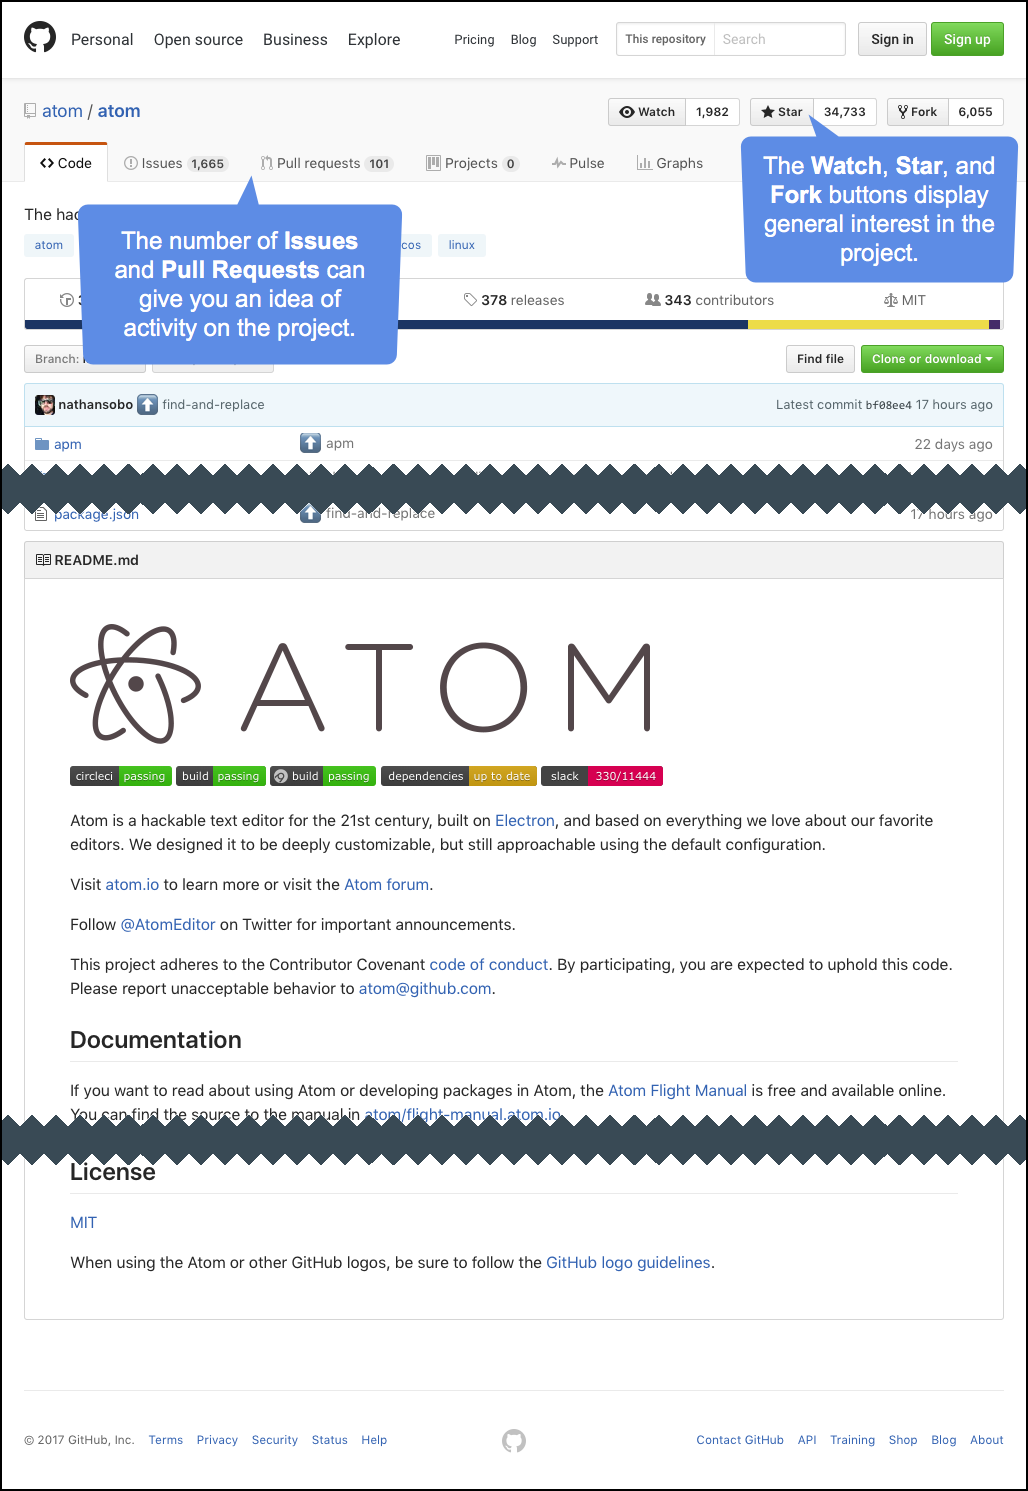 Personal Open source Business Explore Pricing Blog Support This repository Search Sign in Sign up
atom / atom Watch 1,982 Star 34,733 Fork 6,055
Code Issues 1,665 Pull requests 101 Projects 0 Pulse Graphs
The Watch, Star, and
Fork buttons display
general interest in the
project.
The
atom linux
The number of Issues
and Pull Requests can
give you an idea of
activity on the project.
378 releases 343 contributors MIT
Branch: Find file Clone or download
nathansobo find-and-replace Latest commit bf08ee4 17 hours ago
apm apm 22 days ago
package.json find-and-replace 17 hours ago
README.md
ATOM
circleci passing build passing build passing dependencies up to date slack 330/11444
Atom is a hackable text editor for the 21st century, built on Electron, and based on everything we love about our favorite
editors. We designed it to be deeply customizable, but still approachable using the default configuration.
Visit atom.io to learn more or visit the Atom forum.
Follow @AtomEditor on Twitter for important announcements.
This project adheres to the Contributor Covenant code of conduct. By participating, you are expected to uphold this code.
Please report unacceptable behavior to atom@github.com.
Documentation
If you want to read about using Atom or developing packages in Atom, the Atom Flight Manual is free and available online.
You can find the source to the manual in atom/flight-manual.atom.io
License
MIT
When using the Atom or other GitHub logos, be sure to follow the GitHub logo guidelines.
© 2017 GitHub, Inc. Terms Privacy Security Status Help Contact GitHub API Training Shop Blog About